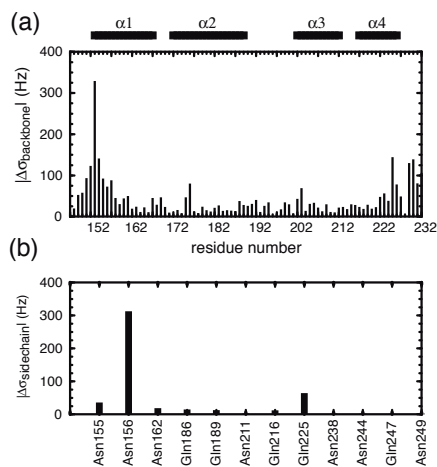 (a)
α1 α2 α3 α4
400
300
200
100
0
|Δσbackbone| (Hz)
152 162 172 182 192 202 212 222 232
residue number
(b)
400
300
200
100
0
|Δσsidechain| (Hz)
Asn155
Asn156
Asn162
Gln186
Gln189
Asn211
Gln216
Gln225
Asn238
Asn244
Gln247
Asn249